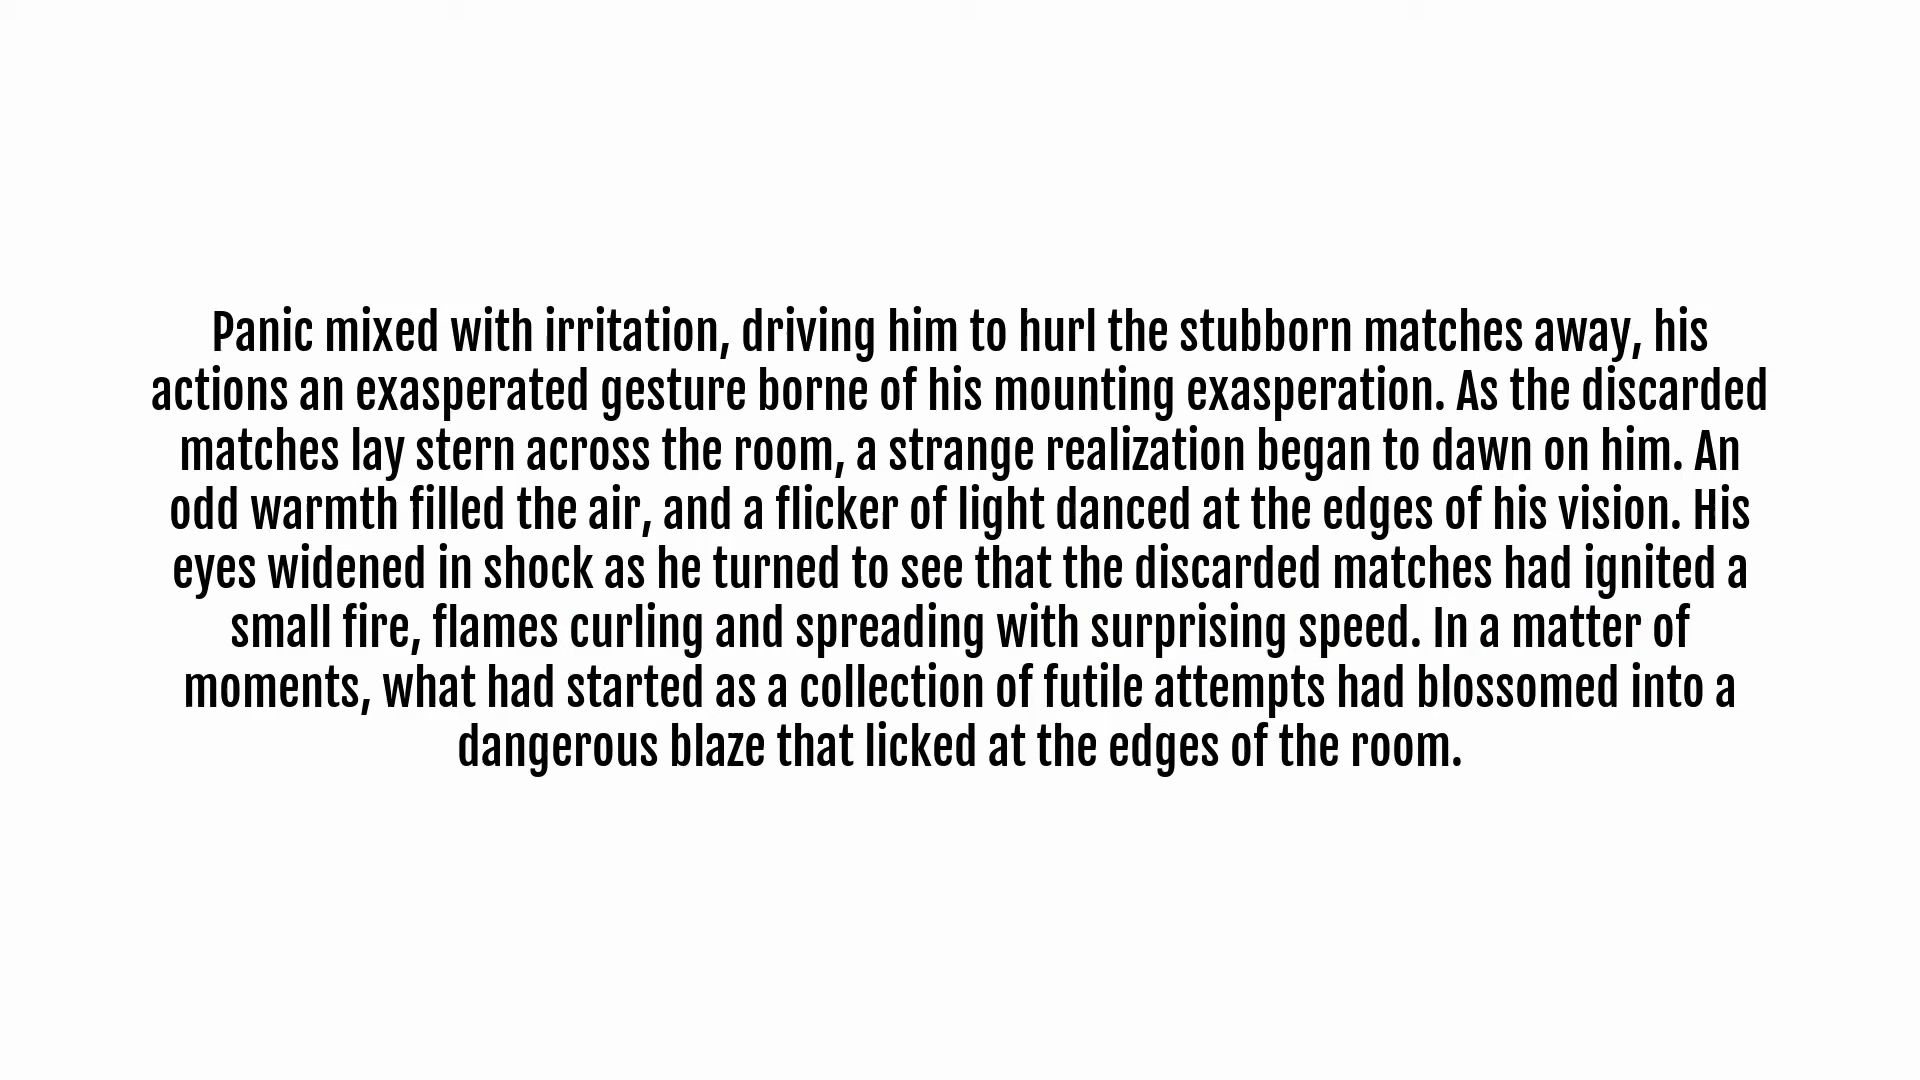 Panic mixed with irritation, driving him to hurl the stubborn matches away, his
actions an exasperated gesture borne of his mounting exasperation. As the discarded
matches lay stern across the room, a strange realization began to dawn on him. An
odd warmth filled the air, and a flicker of light danced at the edges of his vision. His
eyes widened in shock as he turned to see that the discarded matches had ignited a
small fire, flames curling and spreading with surprising speed. In a matter of
moments, what had started as a collection of futile attempts had blossomed into a
dangerous blaze that licked at the edges of the room.